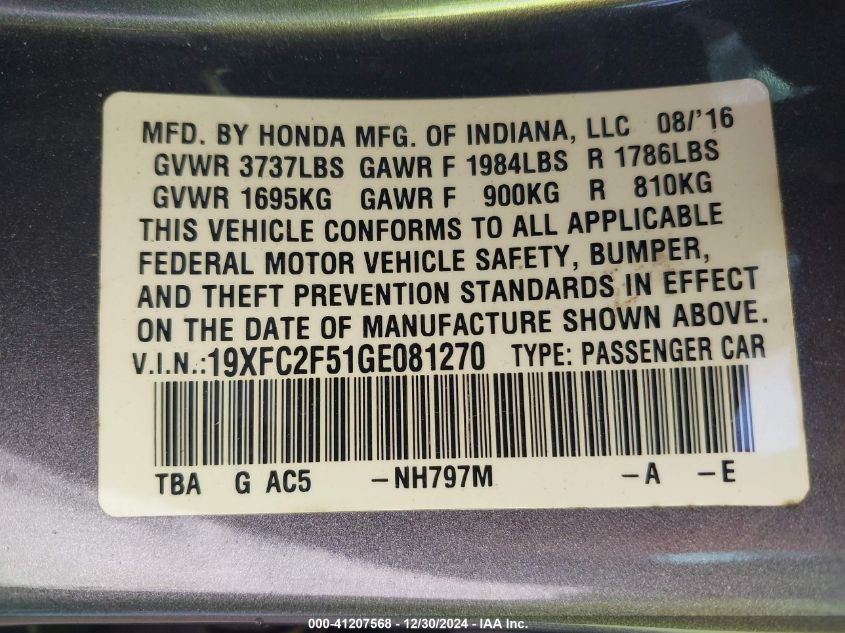 MFD. BY HONDA MFG. OF INDIANA, LLC 08/'16
GVWR 3737LBS GAWR F 1984LBS R 1786LBS
GVWR 1695KG GAWR F 900KG R 810KG
THIS VEHICLE CONFORMS TO ALL APPLICABLE
FEDERAL MOTOR VEHICLE SAFETY, BUMPER,
AND THEFT PREVENTION STANDARDS IN EFFECT
ON THE DATE OF MANUFACTURE SHOWN ABOVE.
V.I.N.:19XFC2F51GE081270 TYPE: PASSENGER CAR
TBA G AC5 -NH797M -A -E
000-41207568 - 12/30/2024 - IAA Inc.